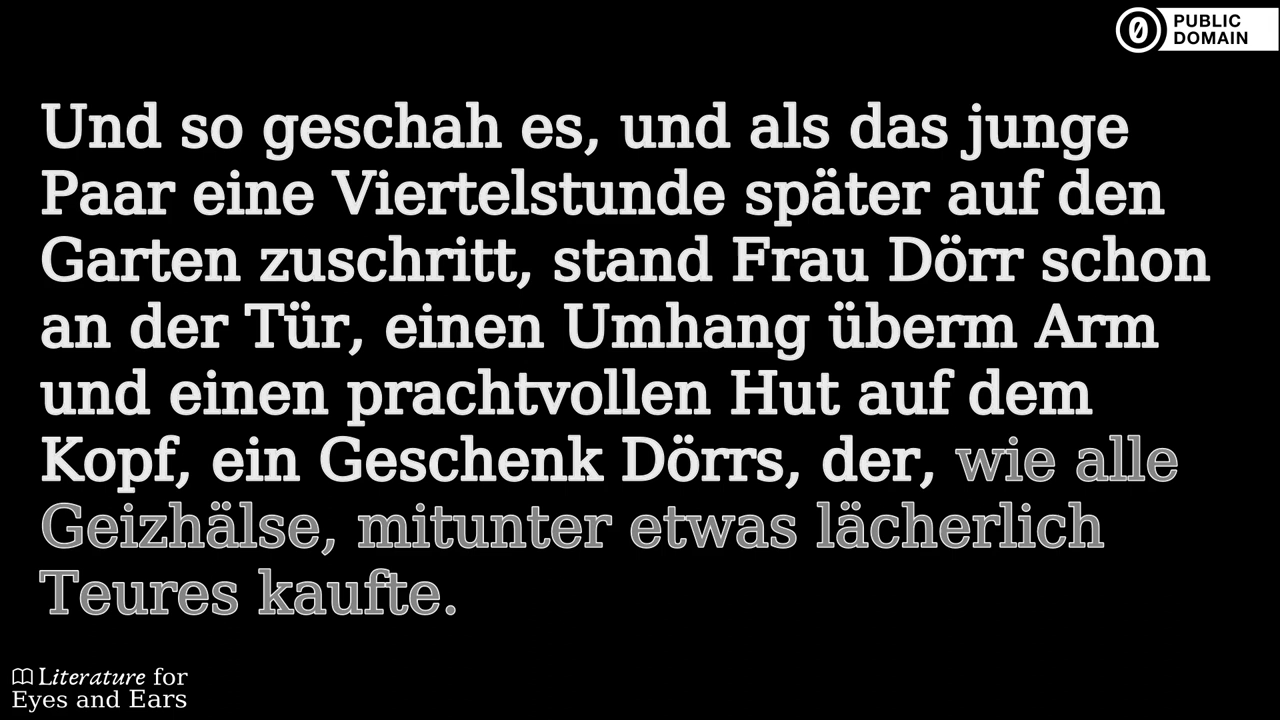 PUBLIC
DOMAIN
Und so geschah es, und als das junge
Paar eine Viertelstunde später auf den
Garten zuschritt, stand Frau Dörr schon
an der Tür, einen Umhang überm Arm
und einen prachtvollen Hut auf dem
Kopf, ein Geschenk Dörrs, der, wie alle
Geizhälse, mitunter etwas lächerlich
Teures kaufte.
Literature for
Eyes and Ears